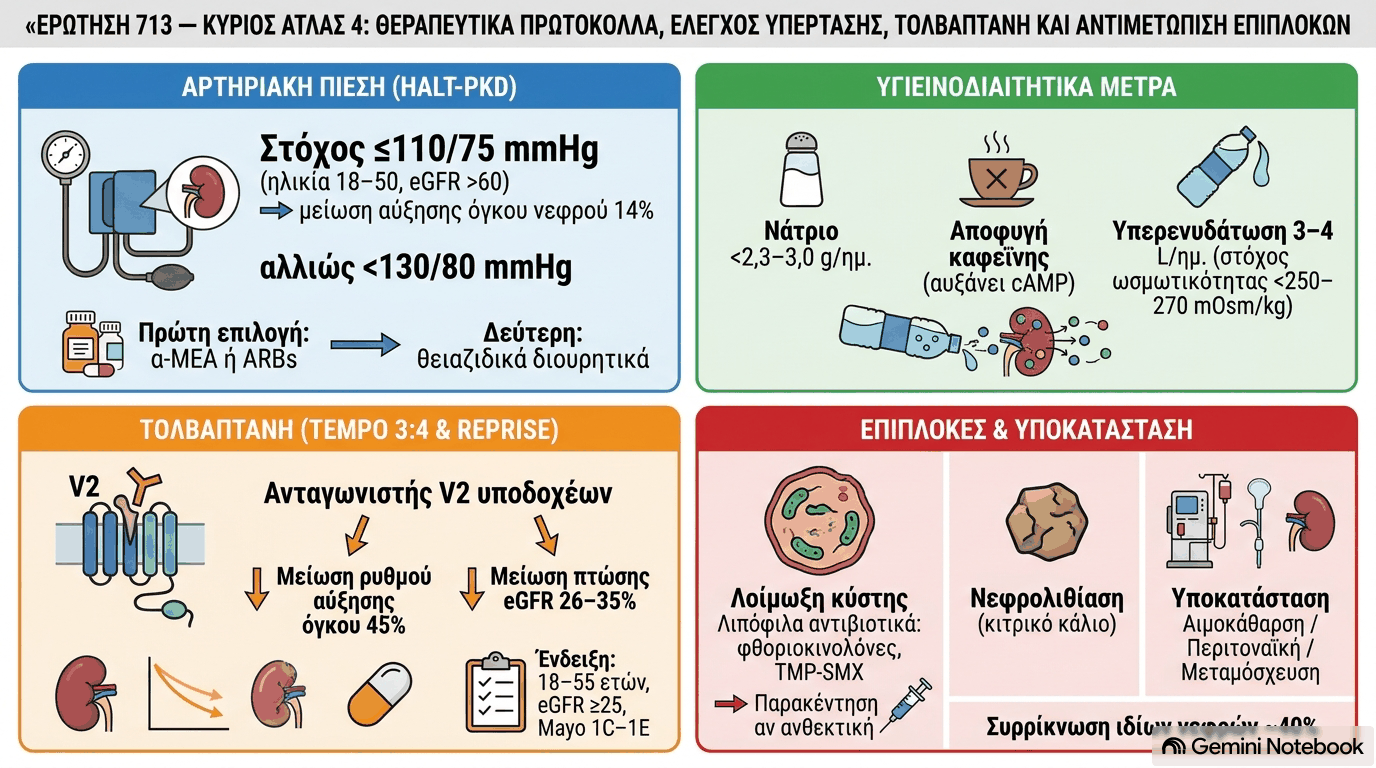 «ΕΡΩΤΗΣΗ 713 — ΚΥΡΙΟΣ ΑΤΛΑΣ 4: ΘΕΡΑΠΕΥΤΙΚΑ ΠΡΩΤΟΚΟΛΛΑ, ΕΛΕΓΧΟΣ ΥΠΕΡΤΑΣΗΣ, ΤΟΛΒΑΠΤΑΝΗ ΚΑΙ ΑΝΤΙΜΕΤΩΠΙΣΗ ΕΠΙΠΛΟΚΩΝ
ΑΡΤΗΡΙΑΚΗ ΠΙΕΣΗ (HALT-PKD)
Στόχος ≤110/75 mmHg
(ηλικία 18–50, eGFR >60)
μείωση αύξησης όγκου νεφρού 14%
αλλιώς <130/80 mmHg
Πρώτη επιλογή:
α-ΜΕΑ ή ARBs
Δεύτερη:
θειαζιδικά διουρητικά
ΥΓΙΕΙΝΟΔΙΑΙΤΗΤΙΚΑ ΜΕΤΡΑ
Νάτριο
<2,3–3,0 g/ημ.
Αποφυγή
καφεΐνης
(αυξάνει cAMP)
Υπερενυδάτωση 3–4
L/ημ. (στόχος
ωσμωτικότητας <250–
270 mOsm/kg)
ΤΟΛΒΑΠΤΑΝΗ (TEMPO 3:4 & REPRISE)
V2
Ανταγωνιστής V2 υποδοχέων
Μείωση ρυθμού
αύξησης
όγκου 45%
Μείωση πτώσης
eGFR 26–35%
Ένδειξη:
18–55 ετών,
eGFR ≥25,
Mayo 1C–1E
ΕΠΙΠΛΟΚΕΣ & ΥΠΟΚΑΤΑΣΤΑΣΗ
Λοίμωξη κύστης
Λιπόφιλα αντιβιοτικά:
φθοριοκινολόνες,
TMP-SMX
Παρακέντηση
αν ανθεκτική
Νεφρολιθίαση
(κιτρικό κάλιο)
Υποκατάσταση
Αιμοκάθαρση /
Περιτοναϊκή /
Μεταμόσχευση
Συρρίκνωση ιδίων νεφρών ~40%
Gemini Notebook